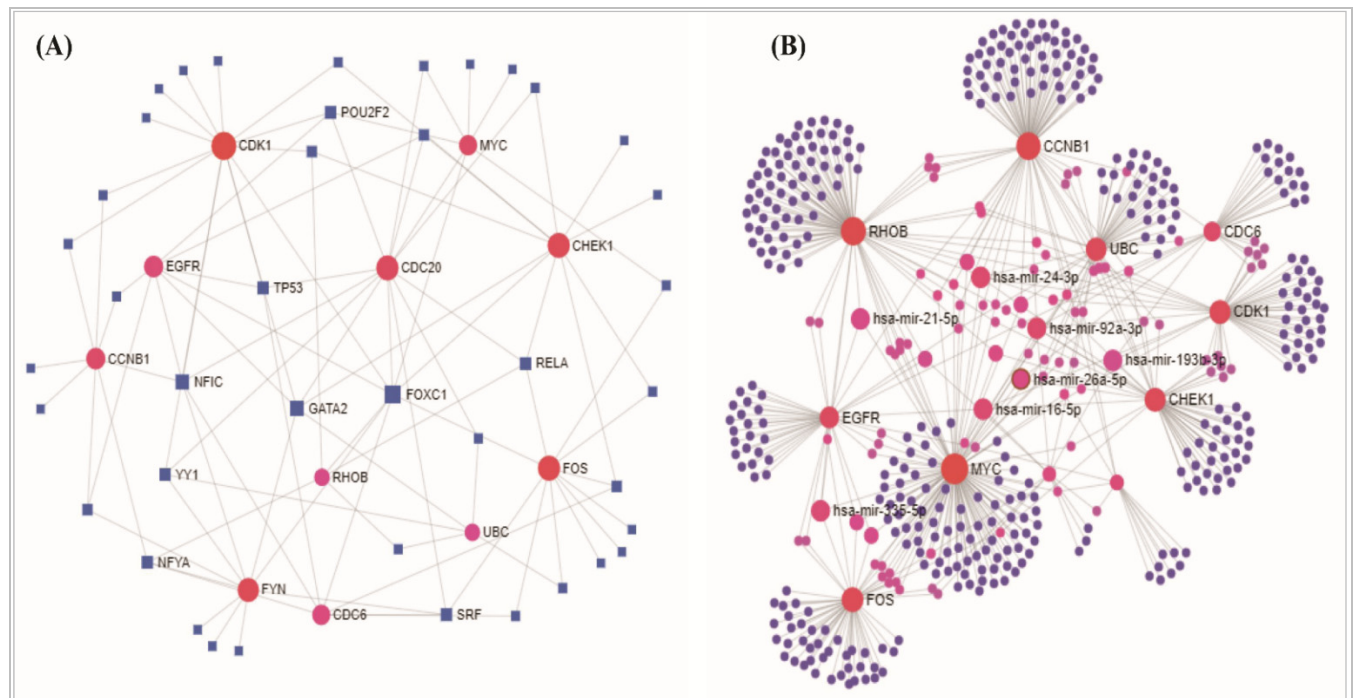 (A)
POU2F2
CDK1
MYC
CHEK1
EGFR
CDC20
TP53
CCNB1
NFIC
RELA
FOXC1
GATA2
YY1
RHOB
FOS
UBC
NFYA
FYN
CDC6
SRF
(B)
CCNB1
RHOB
CDC6
UBC
hsa-mir-24-3p
CDK1
hsa-mir-21-5p
hsa-mir-92a-3p
hsa-mir-193b-3p
hsa-mir-26a-5p
CHEK1
hsa-mir-16-5p
EGFR
MYC
hsa-mir-335-5p
FOS